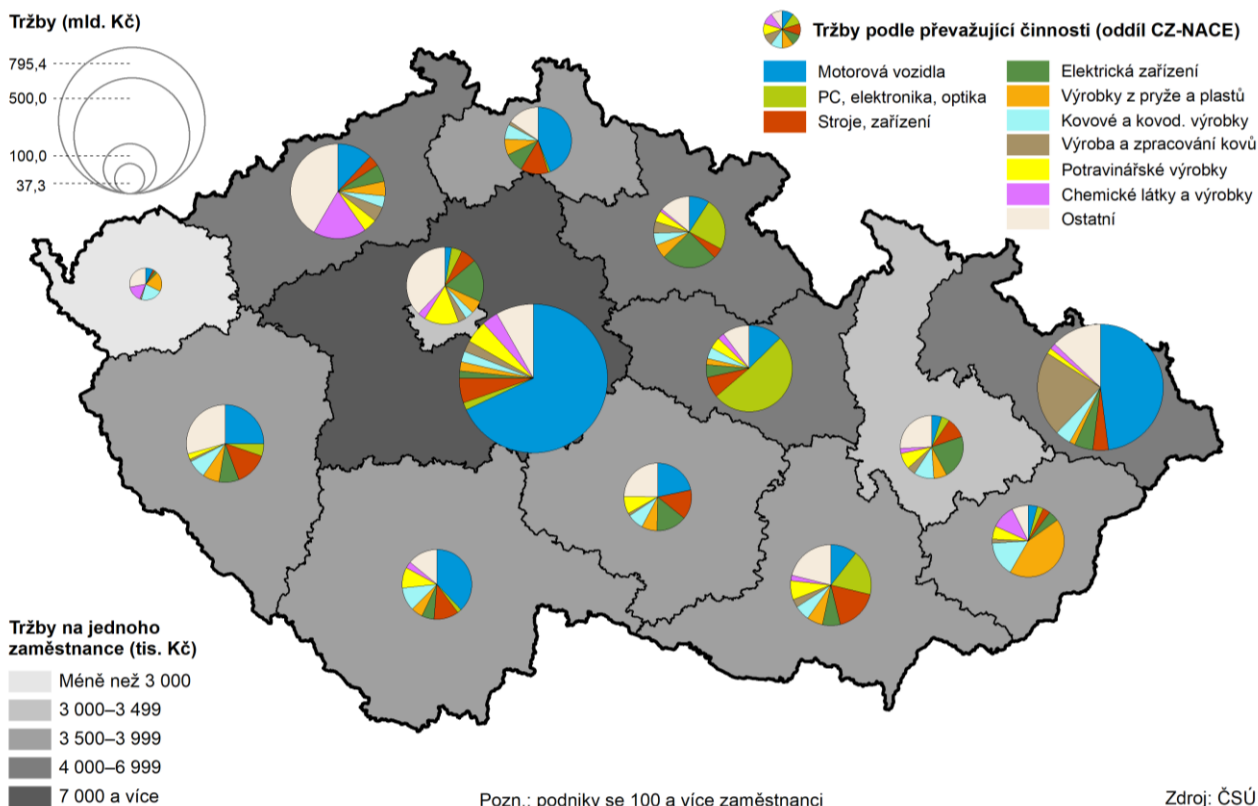 Tržby (mld. Kč)
795,4
500,0
100,0
37,3
Tržby podle převažující činnosti (oddíl CZ-NACE)
Motorová vozidla
PC, elektronika, optika
Stroje, zařízení
Elektrická zařízení
Výrobky z pryže a plastů
Kovové a kovod. výrobky
Výroba a zpracování kovů
Potravinářské výrobky
Chemické látky a výrobky
Ostatní
Tržby na jednoho
zaměstnance (tis. Kč)
Méně než 3 000
3 000–3 499
3 500–3 999
4 000–6 999
7 000 a více
Pozn.: podniky se 100 a více zaměstnanci
Zdroj: ČSÚ